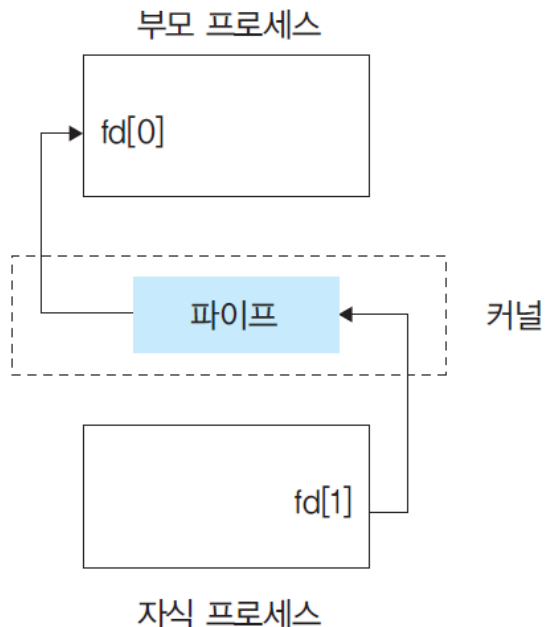 부모 프로세스
fd[0]
파이프
커널
fd[1]
자식 프로세스